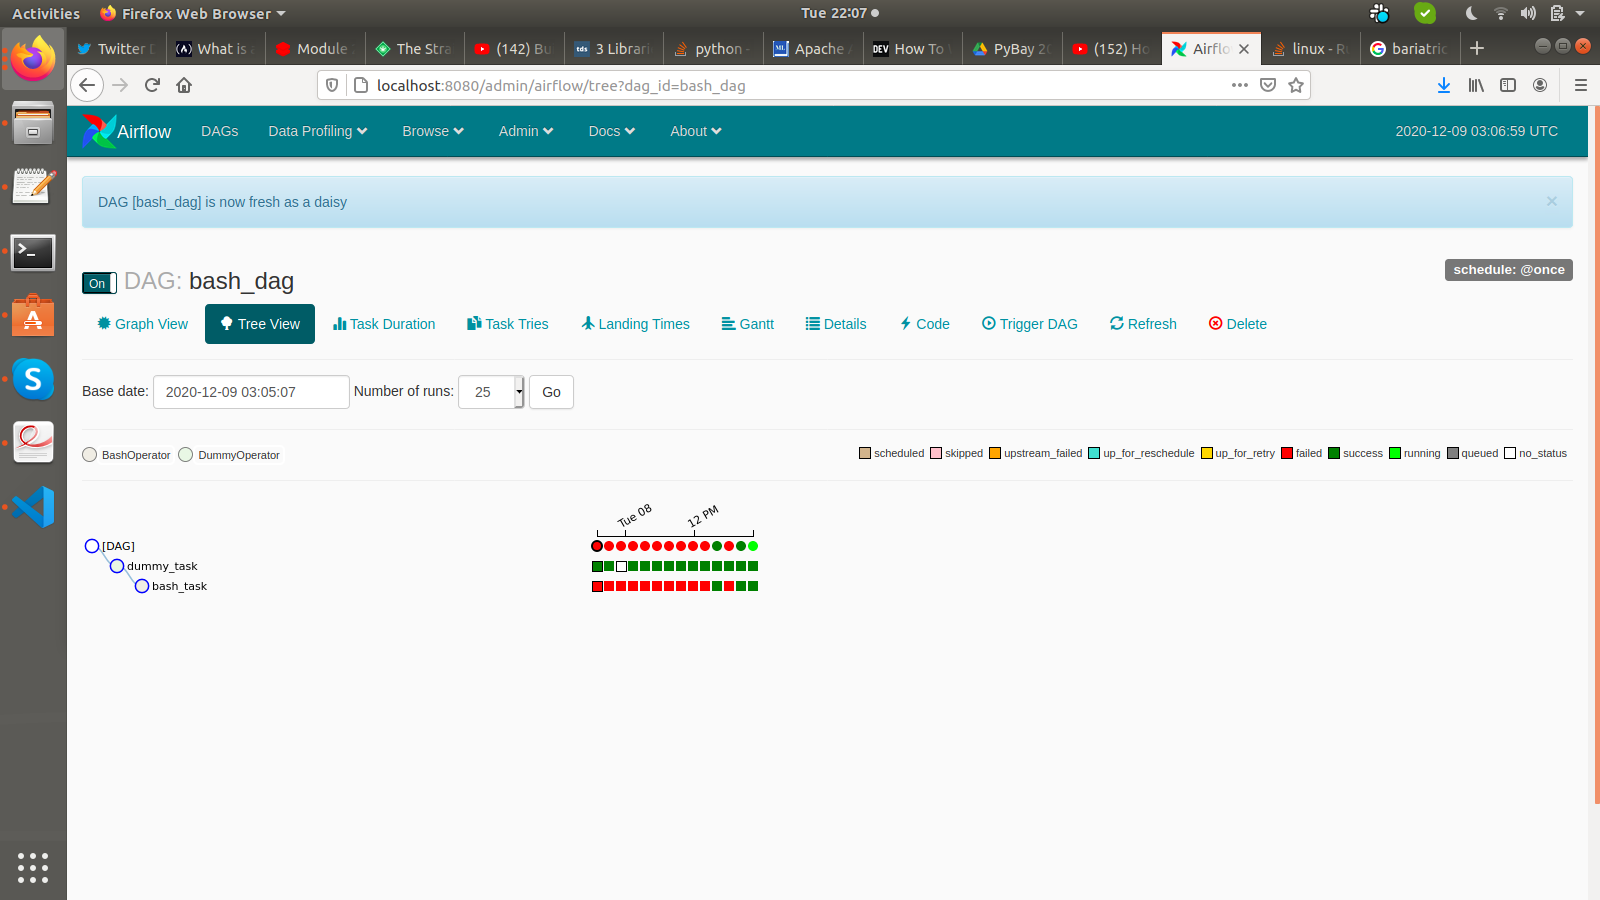 Activities Firefox Web Browser Tue 22:07
Twitter What is Module The Stra (142) Bu 3 Librari python - Apache How To PyBay 20 (152) Ho Airflo linux - R bariatric
localhost:8080/admin/airflow/tree?dag_id=bash_dag
Airflow DAGs Data Profiling Browse Admin Docs About 2020-12-09 03:06:59 UTC
DAG [bash_dag] is now fresh as a daisy ×
On DAG: bash_dag schedule: @once
Graph View Tree View Task Duration Task Tries Landing Times Gantt Details Code Trigger DAG Refresh Delete
Base date: 2020-12-09 03:05:07 Number of runs: 25 Go
BashOperator DummyOperator scheduled skipped upstream_failed up_for_reschedule up_for_retry failed success running queued no_status
Tue 08 12 PM
[DAG]
dummy_task
bash_task